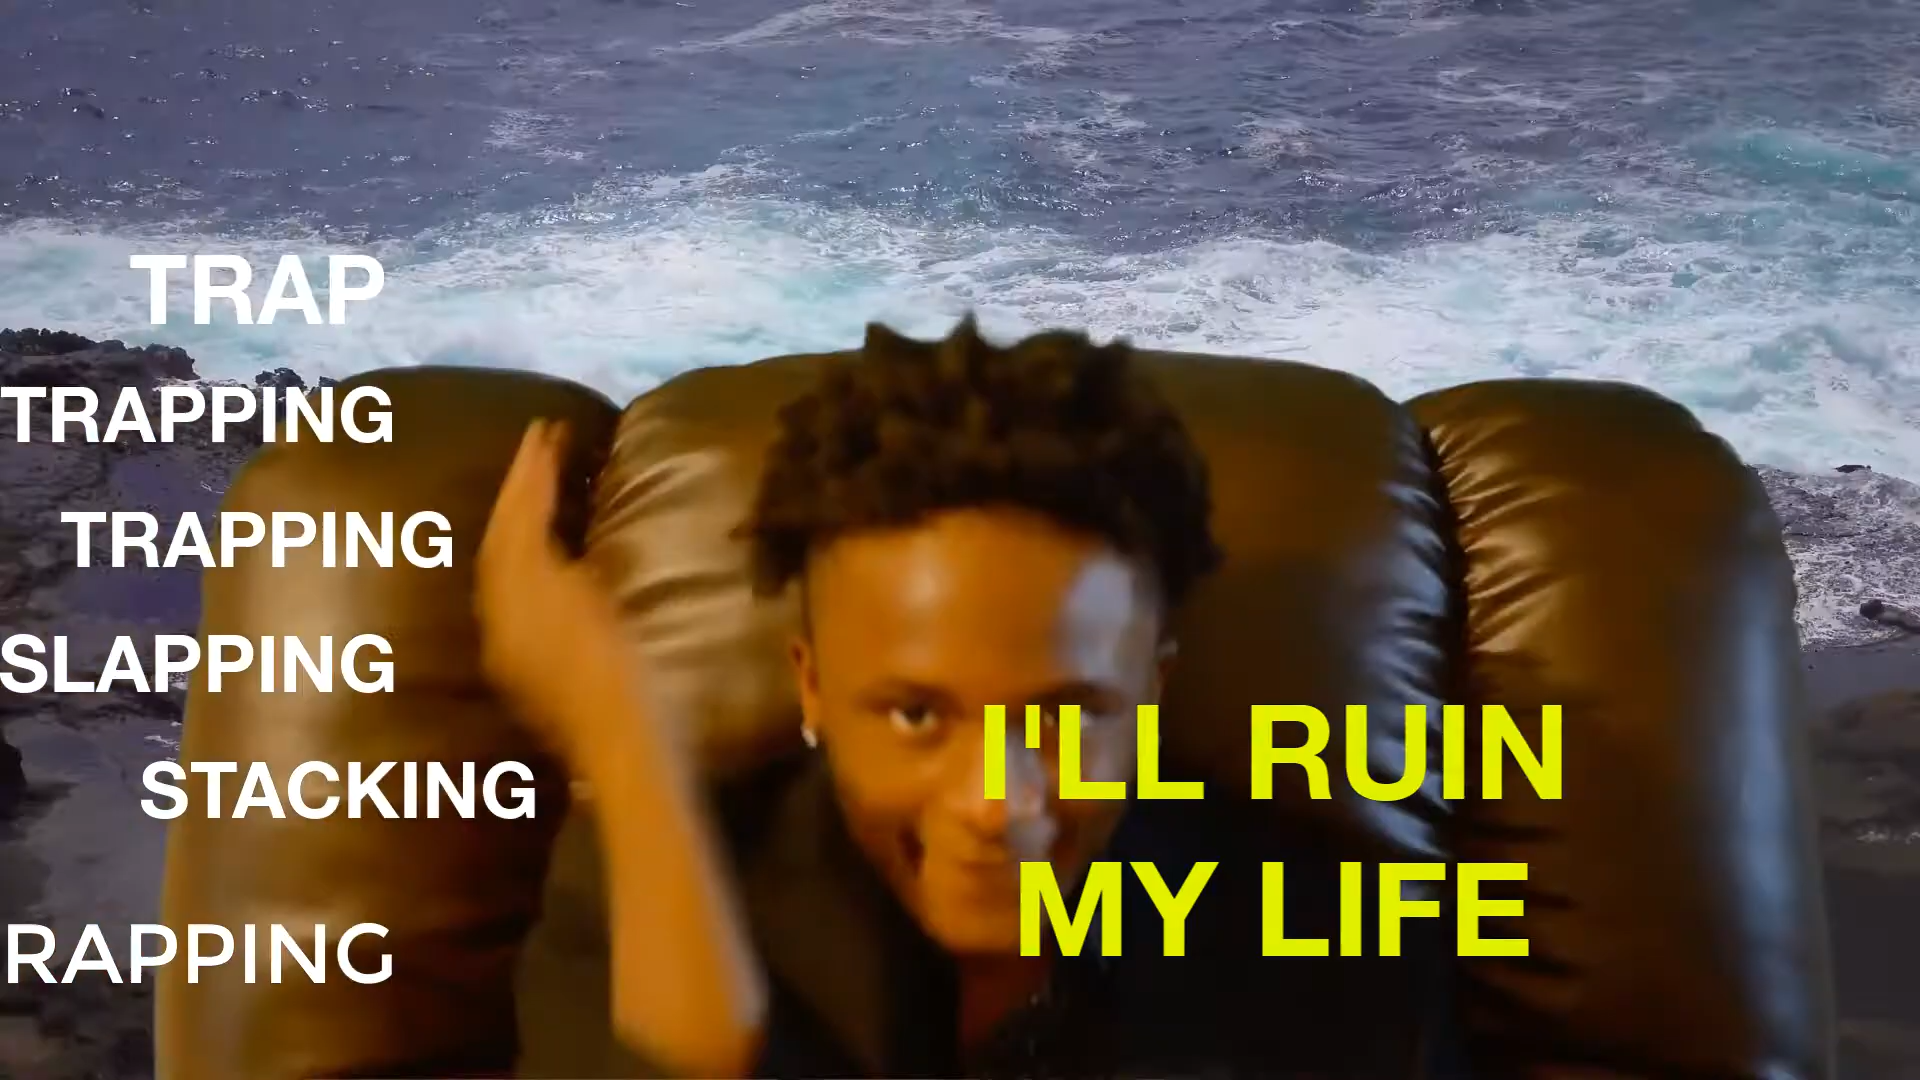 TRAP
TRAPPING
TRAPPING
SLAPPING
STACKING
RAPPING
I'LL RUIN
MY LIFE